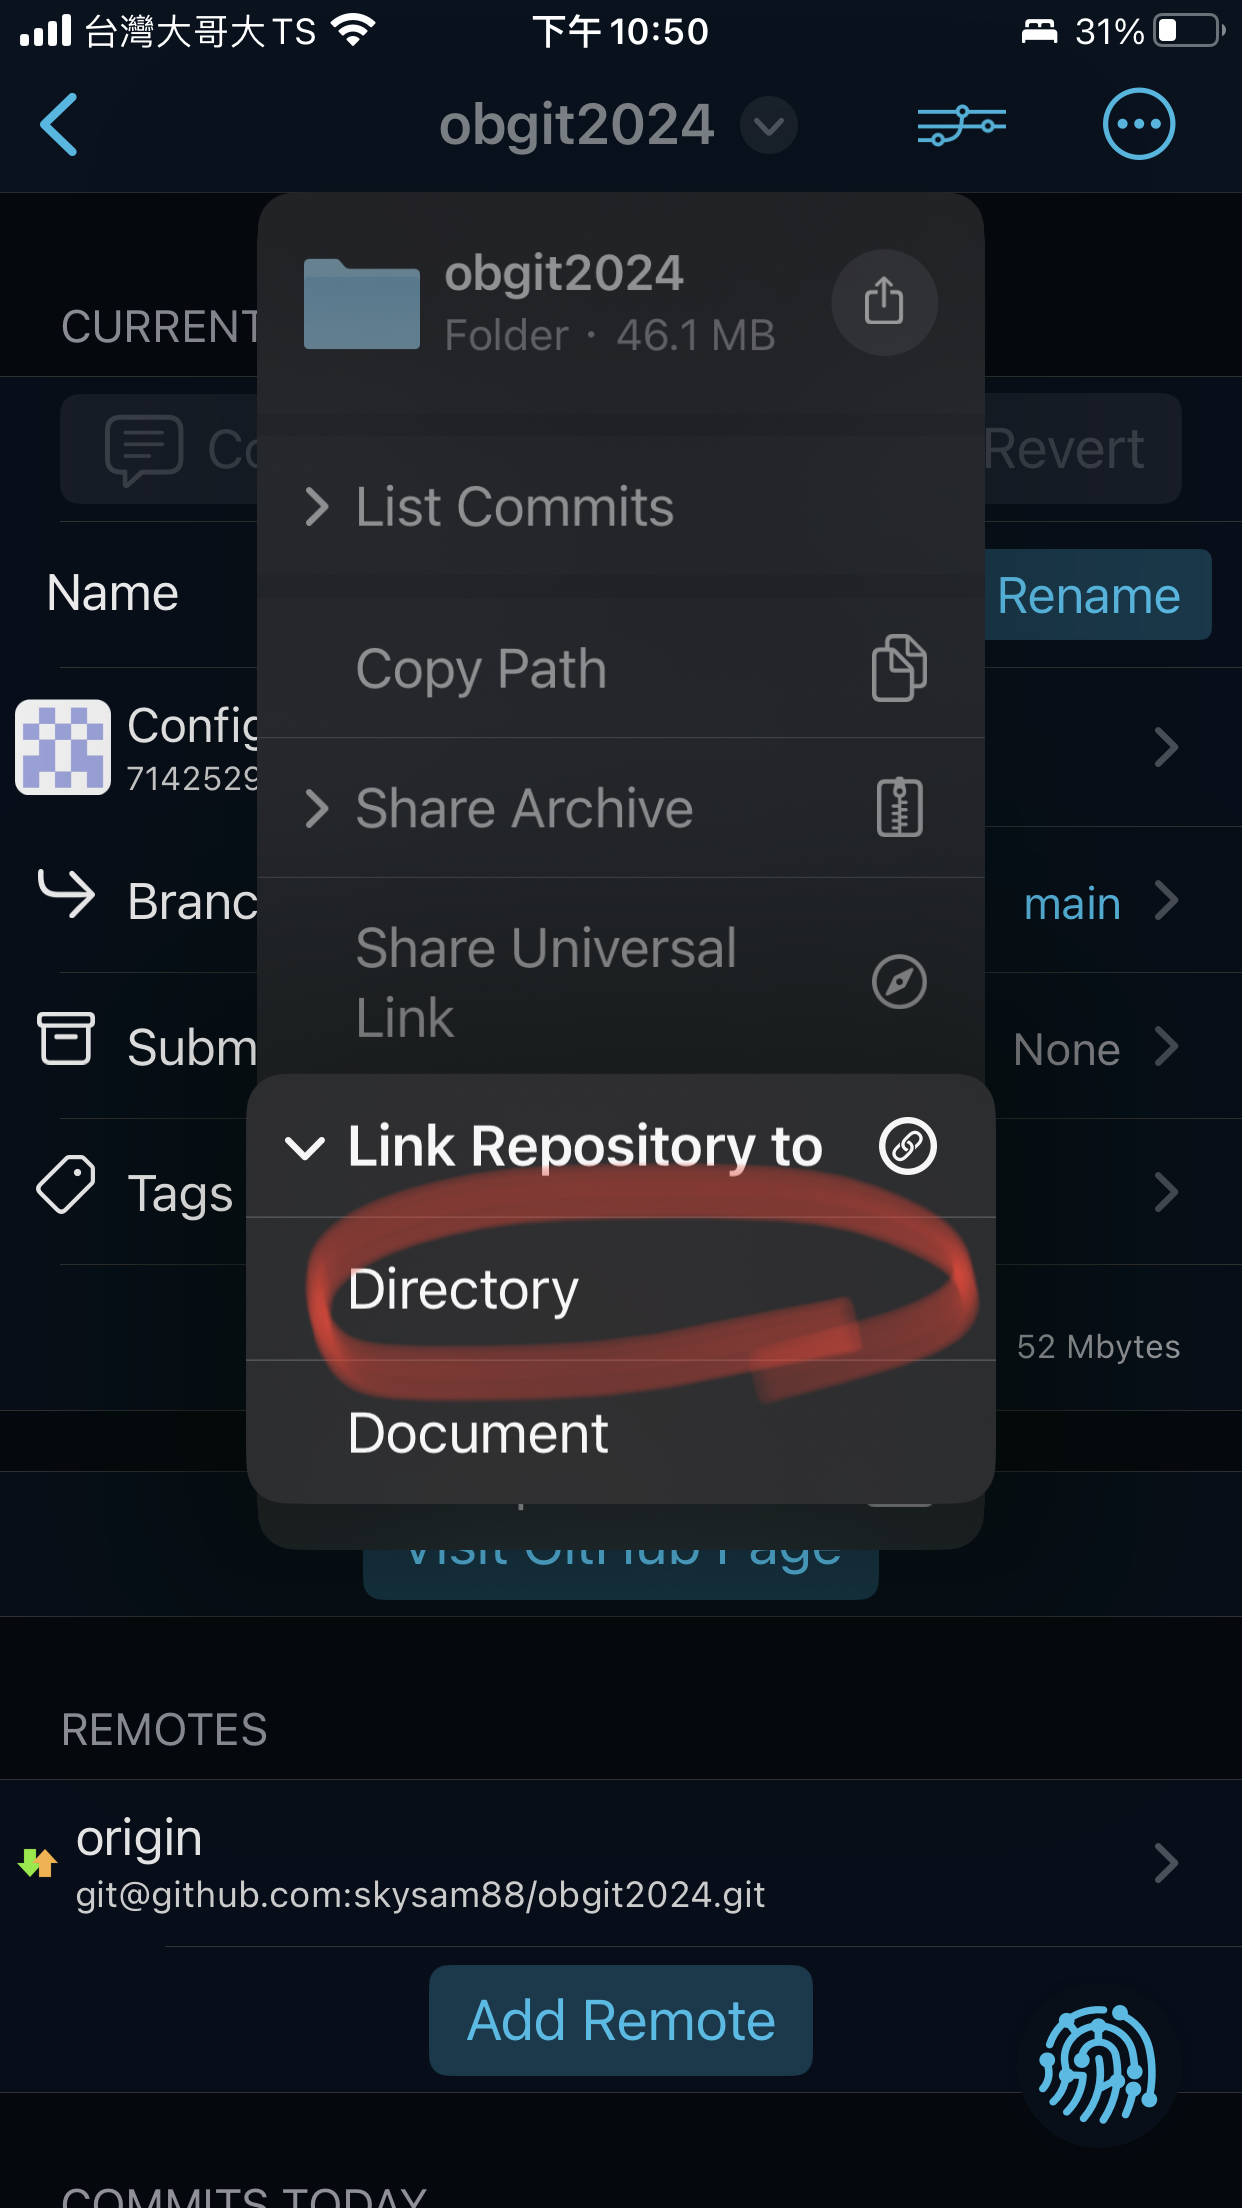 台灣大哥大TS 下午10:50 31%
obgit2024
obgit2024
Folder · 46.1 MB
CURRENT
Revert
List Commits
Name
Rename
Copy Path
Config
7142529
Share Archive
Branc
main
Share Universal
Link
Subm
None
Link Repository to
Tags
Directory
52 Mbytes
Document
Visit GitHub Page
REMOTES
origin
git@github.com:skysam88/obgit2024.git
Add Remote
COMMITS TODAY